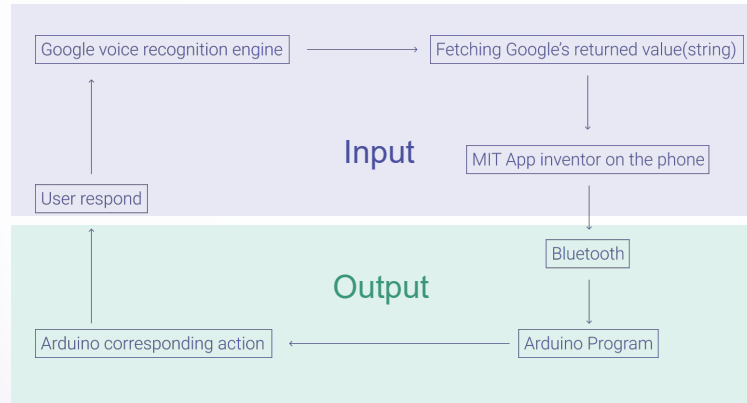 Google voice recognition engine
Fetching Google's returned value(string)
Input
MIT App inventor on the phone
User respond
Bluetooth
Output
Arduino corresponding action
Arduino Program